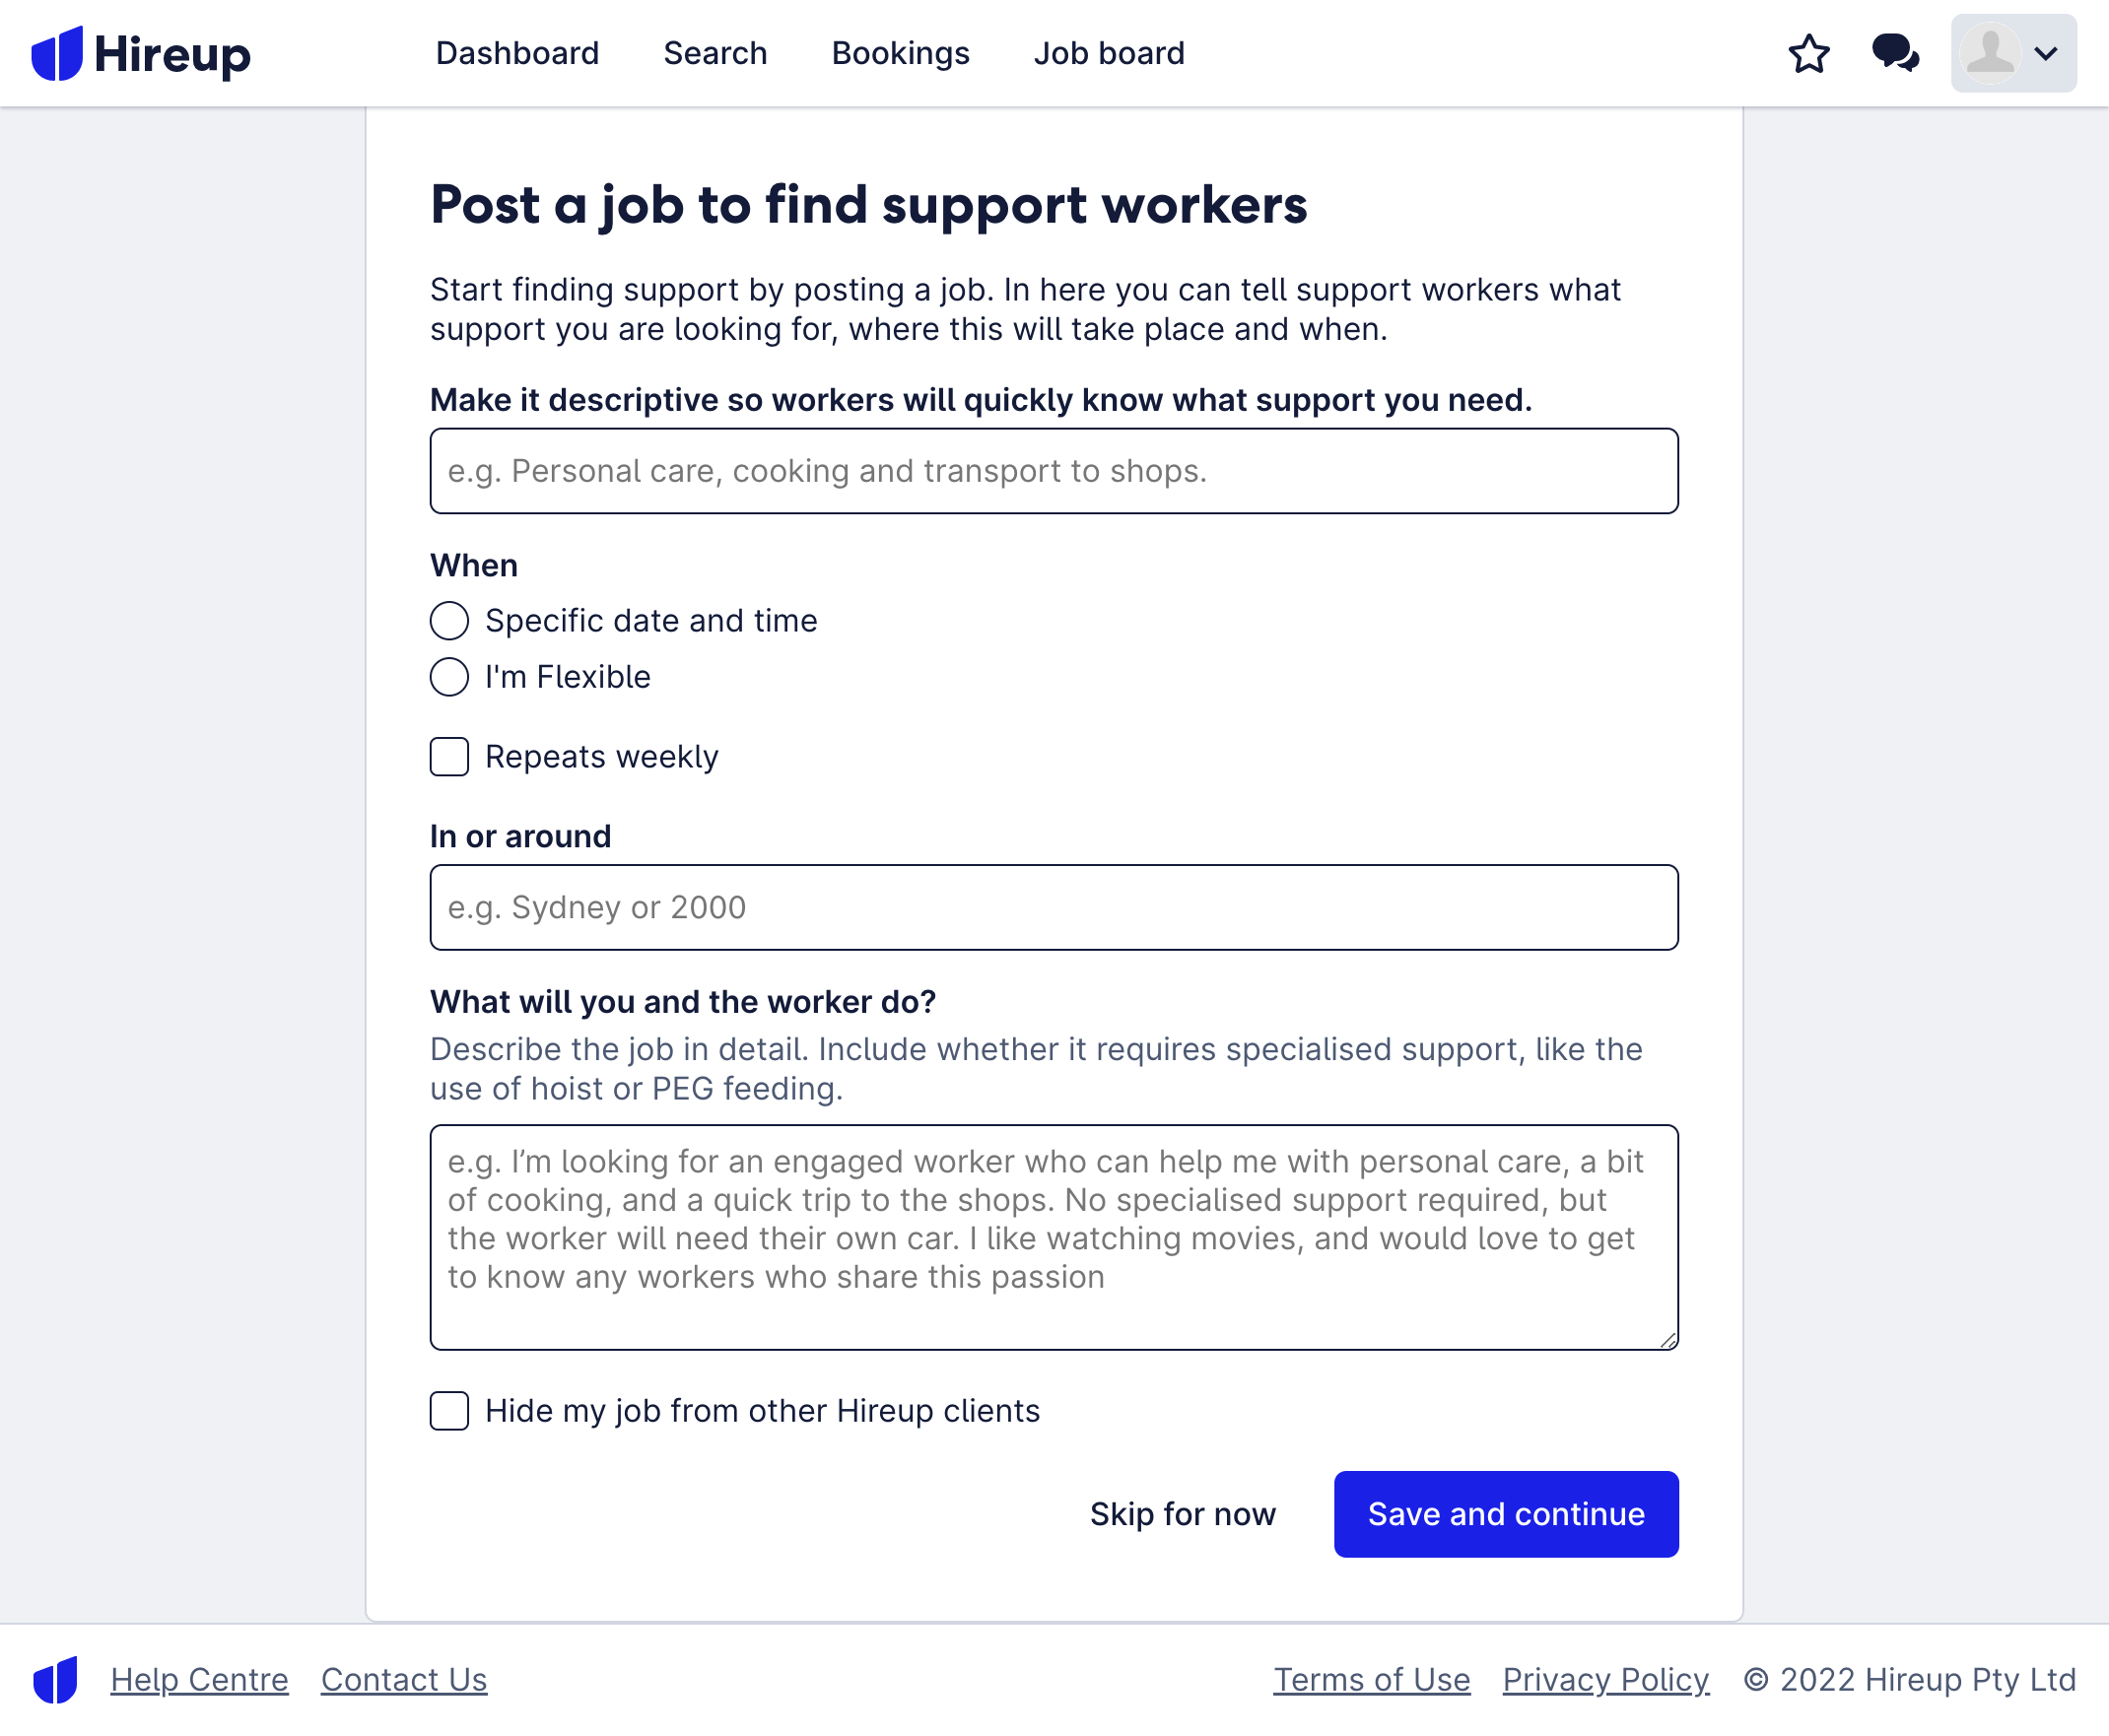 Hireup
Dashboard
Search
Bookings
Job board
Post a job to find support workers
Start finding support by posting a job. In here you can tell support workers what
support you are looking for, where this will take place and when.
Make it descriptive so workers will quickly know what support you need.
e.g. Personal care, cooking and transport to shops.
When
Specific date and time
I'm Flexible
Repeats weekly
In or around
e.g. Sydney or 2000
What will you and the worker do?
Describe the job in detail. Include whether it requires specialised support, like the
use of hoist or PEG feeding.
e.g. I’m looking for an engaged worker who can help me with personal care, a bit
of cooking, and a quick trip to the shops. No specialised support required, but
the worker will need their own car. I like watching movies, and would love to get
to know any workers who share this passion
Hide my job from other Hireup clients
Skip for now
Save and continue
Help Centre
Contact Us
Terms of Use
Privacy Policy
© 2022 Hireup Pty Ltd